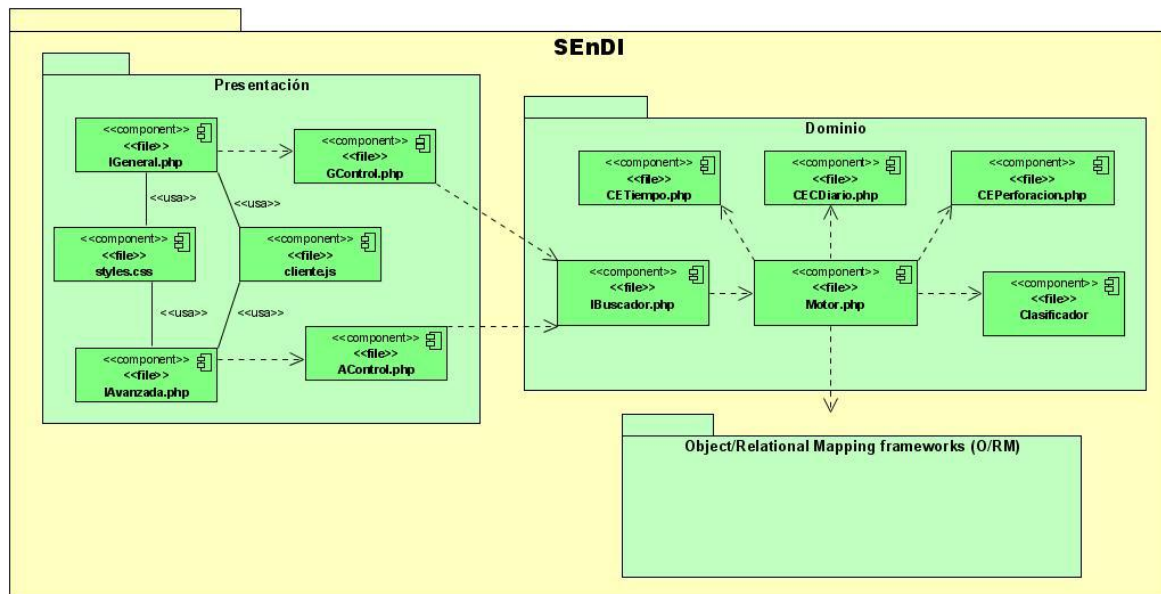 SEnDI
Presentación
<<component>>
<<file>>
IGeneral.php
<<component>>
<<file>>
GControl.php
<<usa>>
<<usa>>
<<component>>
<<file>>
styles.css
<<component>>
<<file>>
cliente.js
<<usa>>
<<usa>>
<<component>>
<<file>>
IAvanzada.php
<<component>>
<<file>>
AControl.php
Dominio
<<component>>
<<file>>
CETiempo.php
<<component>>
<<file>>
CECDiario.php
<<component>>
<<file>>
CEPerforacion.php
<<component>>
<<file>>
IBuscador.php
<<component>>
<<file>>
Motor.php
<<component>>
<<file>>
Clasificador
Object/Relational Mapping frameworks (O/RM)